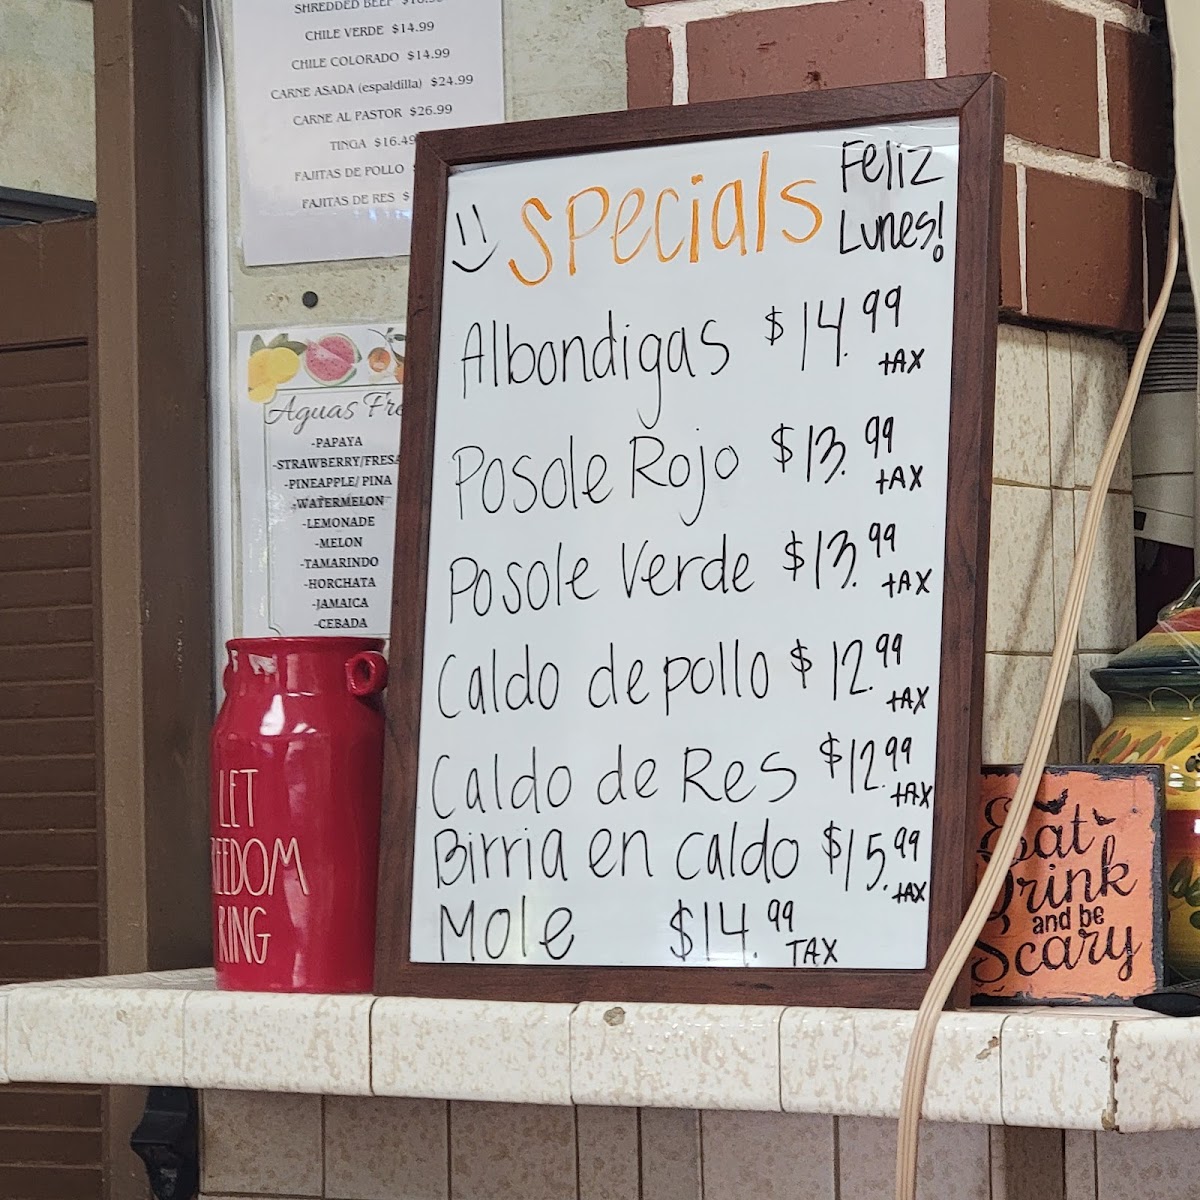 SHREDDED BEEF
CHILE VERDE $14.99
CHILE COLORADO $14.99
CARNE ASADA (espaldilla) $24.99
CARNE AL PASTOR $26.99
TINGA $16.49
FAJITAS DE POLLO
FAJITAS DE RES $
Aguas
-PAPAYA
-STRAWBERRY/FRESA
-PINEAPPLE/ PINA
-WATERMELON
-LEMONADE
-MELON
-TAMARINDO
-HORCHATA
-JAMAICA
-CEBADA
Specials
Feliz
Lunes!
Albondigas $14.99 tAX
Posole Rojo $13.99 tAX
Posole Verde $13.99 tAX
Caldo de pollo $12.99 tAX
Caldo de Res $12.99 tAX
Birria en caldo $15.99 tAX
Mole $14.99 TAX
LET
FREEDOM
RING
Eat
Drink
and be
Scary